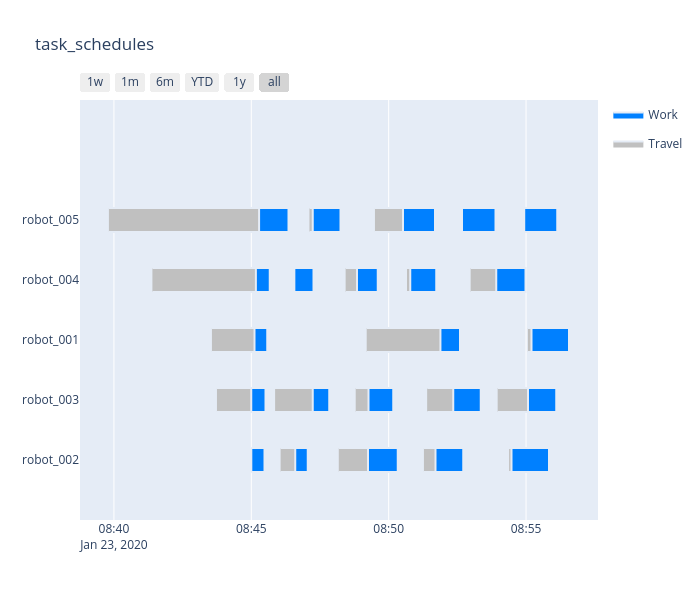 task_schedules
1w 1m 6m YTD 1y all
Work
Travel
robot_005
robot_004
robot_001
robot_003
robot_002
08:40 08:45 08:50 08:55
Jan 23, 2020